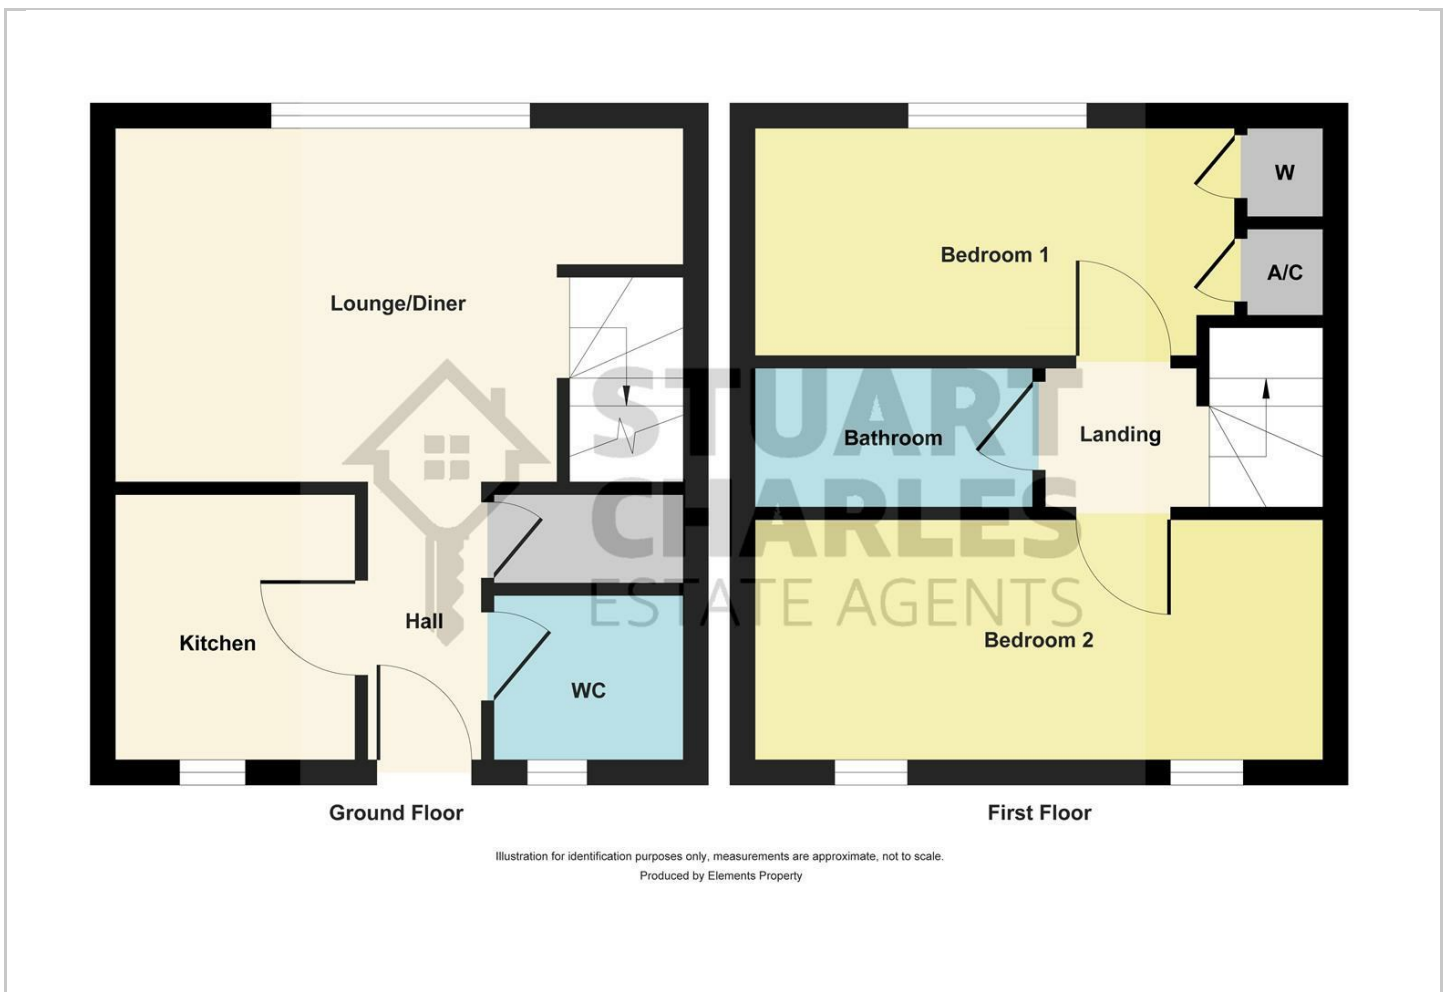 Lounge/Diner
Kitchen
Hall
WC
Ground Floor
Bedroom 1
W
A/C
Bathroom
Landing
Bedroom 2
First Floor
STUART
CHARLES
ESTATE AGENTS
Illustration for identification purposes only, measurements are approximate, not to scale.
Produced by Elements Property